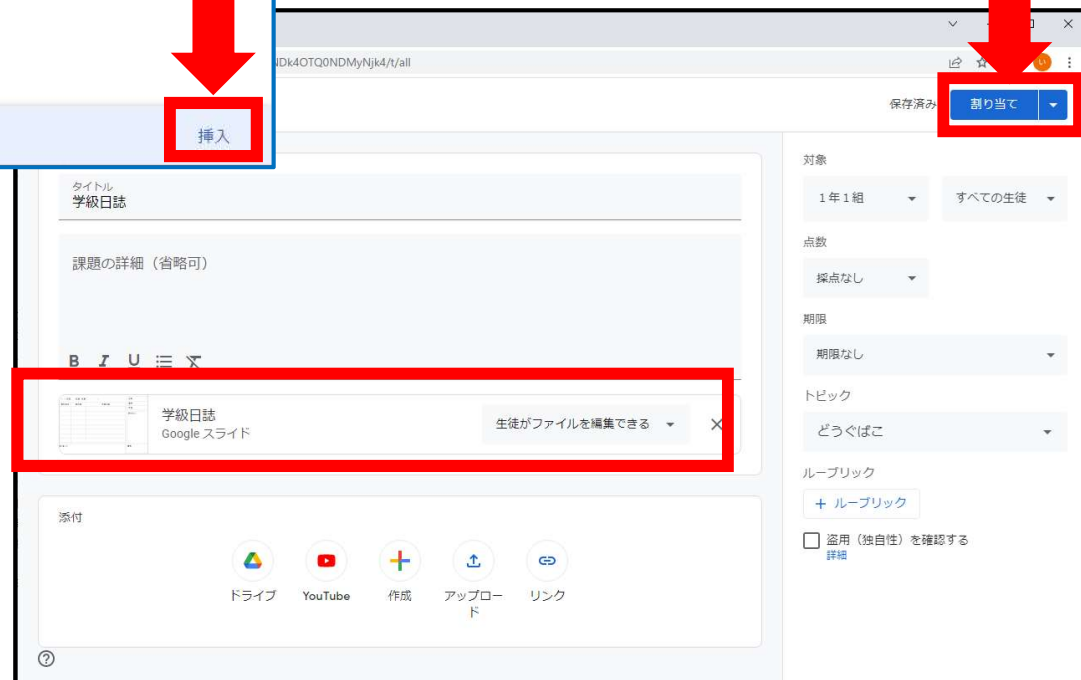 NDk4OTQ0NDMyNjk4/t/all
い
保存済み
割り当て
挿入
タイトル
学級日誌
課題の詳細（省略可）
B I U
学級日誌
Google スライド
生徒がファイルを編集できる
添付
ドライブ
YouTube
作成
アップロー
ド
リンク
対象
1年1組
すべての生徒
点数
採点なし
期限
期限なし
トピック
どうぐばこ
ルーブリック
+ ルーブリック
盗用（独自性）を確認する
詳細